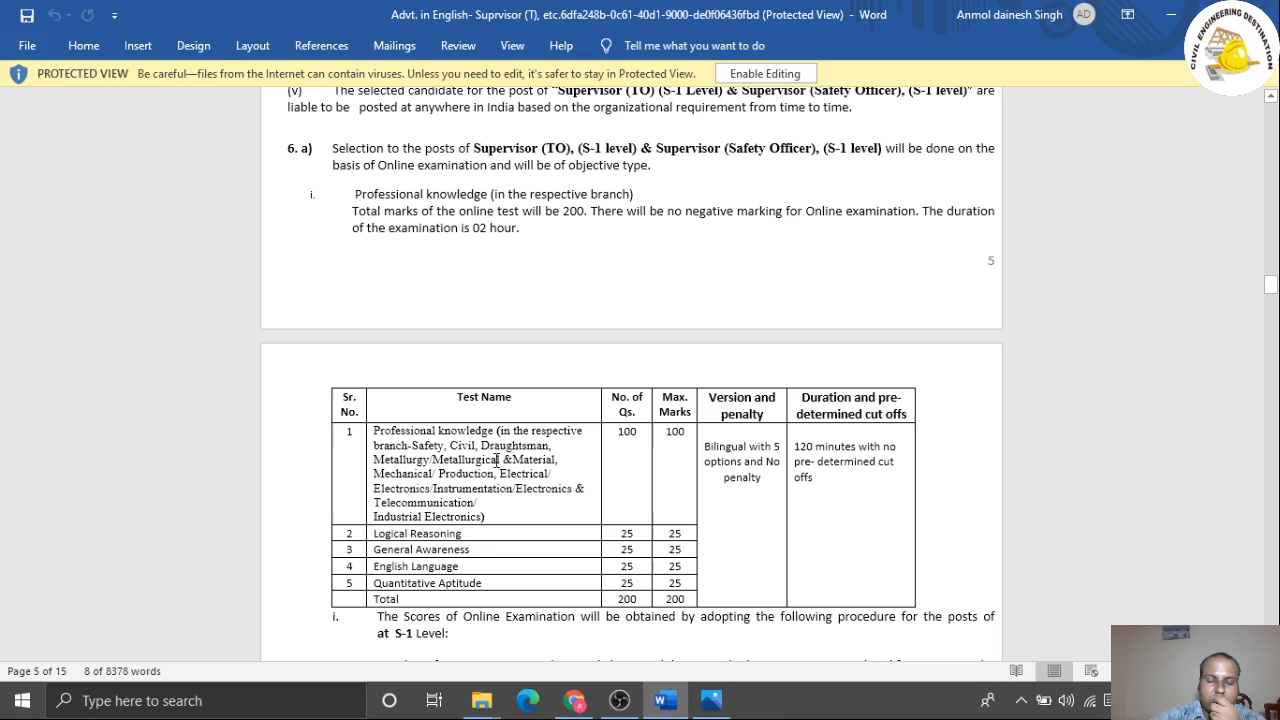 Advt. in English- Suprvisor (T), etc.6dfa248b-0c61-40d1-9000-de0f06436fbd (Protected View) – Word
Anmol dainesh Singh
AD
CIVIL ENGINEERING DESTINATION
File Home Insert Design Layout References Mailings Review View Help Tell me what you want to do
PROTECTED VIEW Be careful—files from the Internet can contain viruses. Unless you need to edit, it's safer to stay in Protected View. Enable Editing
(v) The selected candidate for the post of "Supervisor (TO) (S-1 Level) & Supervisor (Safety Officer), (S-1 level)" are
liable to be posted at anywhere in India based on the organizational requirement from time to time.
6. a) Selection to the posts of Supervisor (TO), (S-1 level) & Supervisor (Safety Officer), (S-1 level) will be done on the
basis of Online examination and will be of objective type.
i. Professional knowledge (in the respective branch)
Total marks of the online test will be 200. There will be no negative marking for Online examination. The duration
of the examination is 02 hour.
5
Sr. No. Test Name No. of Qs. Max. Marks Version and penalty Duration and pre-determined cut offs
1 Professional knowledge (in the respective 100 100
branch-Safety, Civil, Draughtsman,
Metallurgy/Metallurgical &Material,
Mechanical/ Production, Electrical/
Electronics/Instrumentation/Electronics &
Telecommunication/
Industrial Electronics)
Bilingual with 5
options and No
penalty
120 minutes with no
pre- determined cut
offs
2 Logical Reasoning 25 25
3 General Awareness 25 25
4 English Language 25 25
5 Quantitative Aptitude 25 25
Total 200 200
i. The Scores of Online Examination will be obtained by adopting the following procedure for the posts of
at S-1 Level:
Page 5 of 15 8 of 8378 words
Type here to search